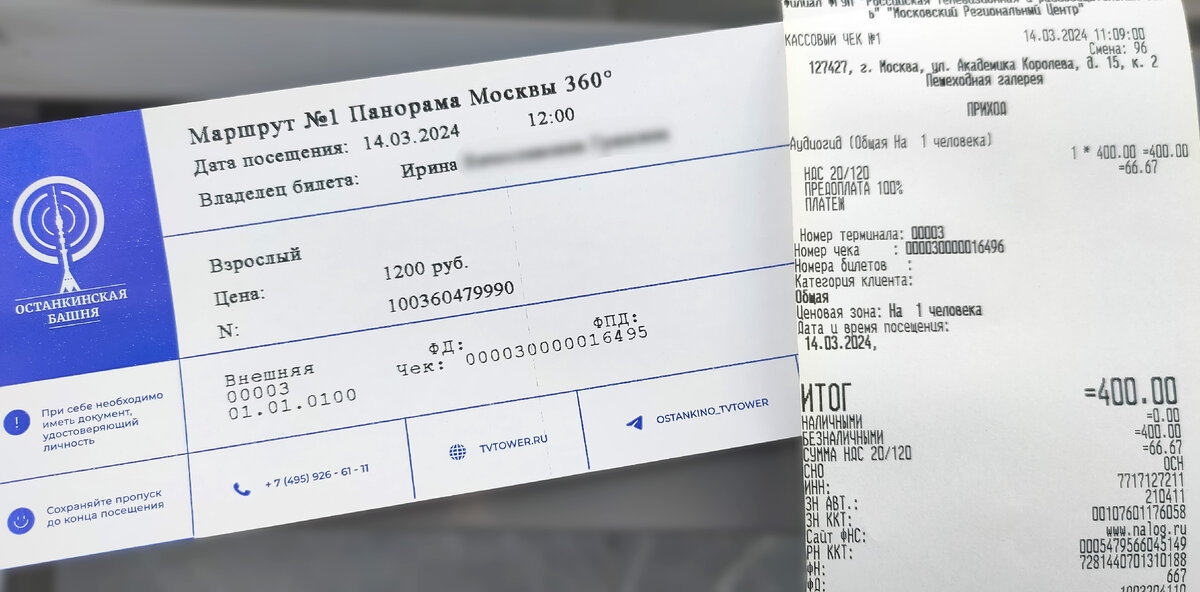 Маршрут №1 Панорама Москвы 360°
Дата посещения: 14.03.2024 12:00
Владелец билета: Ирина
Взрослый
Цена: 1200 руб.
N: 100360479990
ФД: ФПД:
Внешняя
00003 Чек: 000030000016495
01.01.0100
ОСТАНКИНСКАЯ
БАШНЯ
При себе необходимо
иметь документ,
удостоверяющий
личность
Сохраняйте пропуск
до конца посещения
+7 (495) 926 - 61 - 11
TVTOWER.RU
OSTANKINO_TVTOWER
ь" "Московский Региональный Центр"
КАССОВЫЙ ЧЕК №1 14.03.2024 11:09:00
Смена: 96
127427, г. Москва, ул. Академика Королева, д. 15, к. 2
Пешеходная галерея
ПРИХОД
Аудиогид (Общая На 1 человека)
1 * 400.00 =400.00
НДС 20/120 =66.67
ПРЕДОПЛАТА 100%
ПЛАТЕЖ
Номер терминала: 00003
Номер чека : 000030000016496
Номера билетов :
Категория клиента:
Общая
Ценовая зона: На 1 человека
Дата и время посещения:
14.03.2024,
ИТОГ =400.00
НАЛИЧНЫМИ =0.00
БЕЗНАЛИЧНЫМИ =400.00
СУММА НДС 20/120 =66.67
СНО ОСН
ИНН: 7717127211
ЗН АВТ.: 210411
ЗН ККТ: 00107601176058
Сайт ФНС: www.nalog.ru
РН ККТ: 0005479566045149
ФН: 7281440701310188
667
ФД: